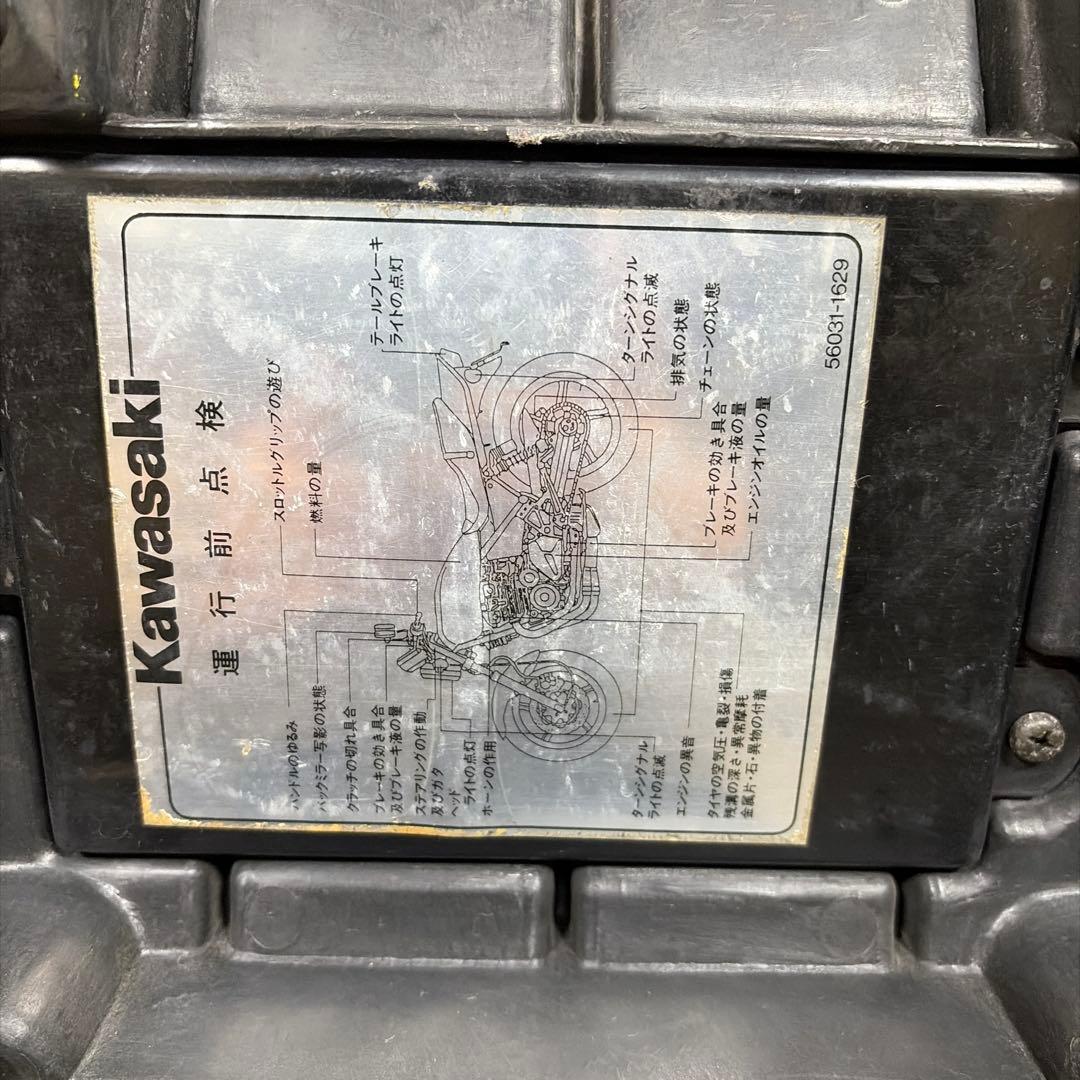 Kawasaki
運行前点検
ハンドルのゆるみ
バックミラー写影の状態
クラッチの切れ具合
ブレーキの効き具合
及びブレーキ液の量
ステアリングの作動
及びガタ
ヘッド
ライトの点灯
ホーンの作用
スロットルグリップの遊び
燃料の量
テールブレーキ
ライトの点灯
ターンシグナル
ライトの点滅
排気の状態
チェーンの状態
ブレーキの効き具合
及びブレーキ液の量
エンジンオイルの量
ターンシグナル
ライトの点滅
エンジンの異音
タイヤの空気圧・亀裂・損傷
残溝の深さ・異常摩耗
金属片・石・異物の付着
56031-1629